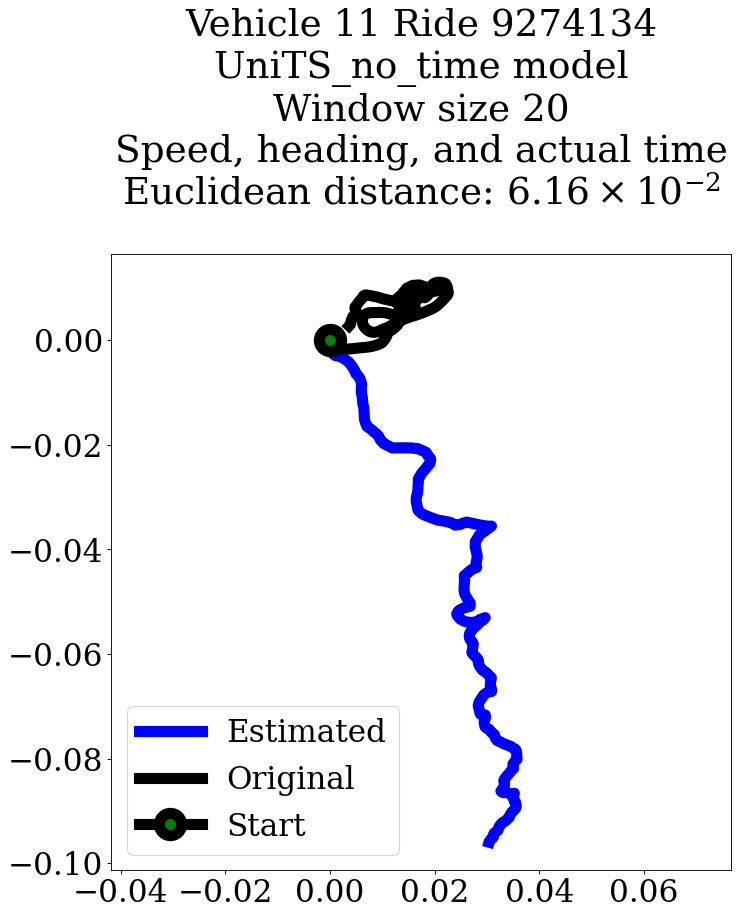 Vehicle 11 Ride 9274134
UniTS_no_time model
Window size 20
Speed, heading, and actual time
Euclidean distance: 6.16 × 10⁻²
0.00
−0.02
−0.04
−0.06
−0.08
−0.10
Estimated
Original
Start
−0.04 −0.02 0.00 0.02 0.04 0.06